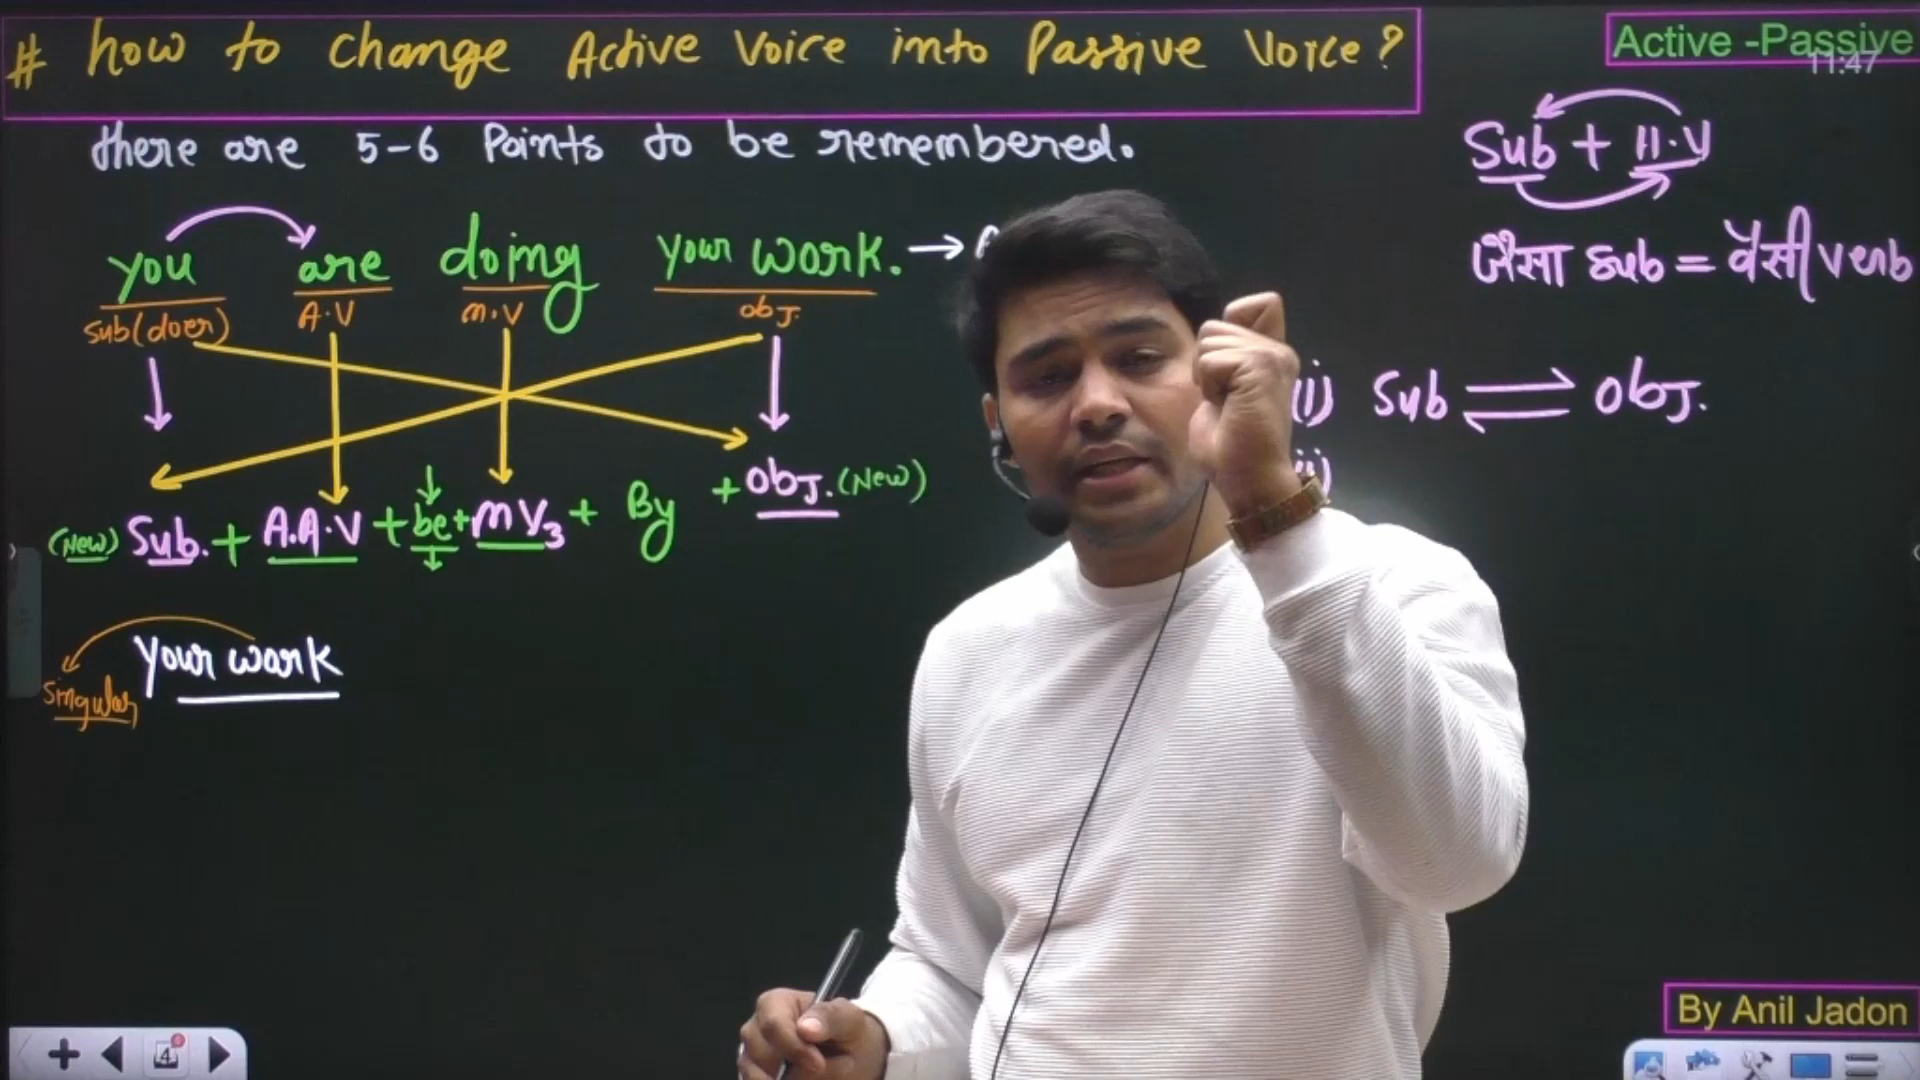 # how to change Active Voice into Passive Voice?
Active -Passive
11:47
there are 5-6 Points to be remembered.
Sub + H.V
you are doing your work. →
जैसा sub = वैसी verb
sub (doer) A.V m.V obj.
(i) Sub ⇌ obj.
(ii)
(New) Sub. + A.A.V + be + MV3 + By + obj. (New)
your work
singular
By Anil Jadon
4